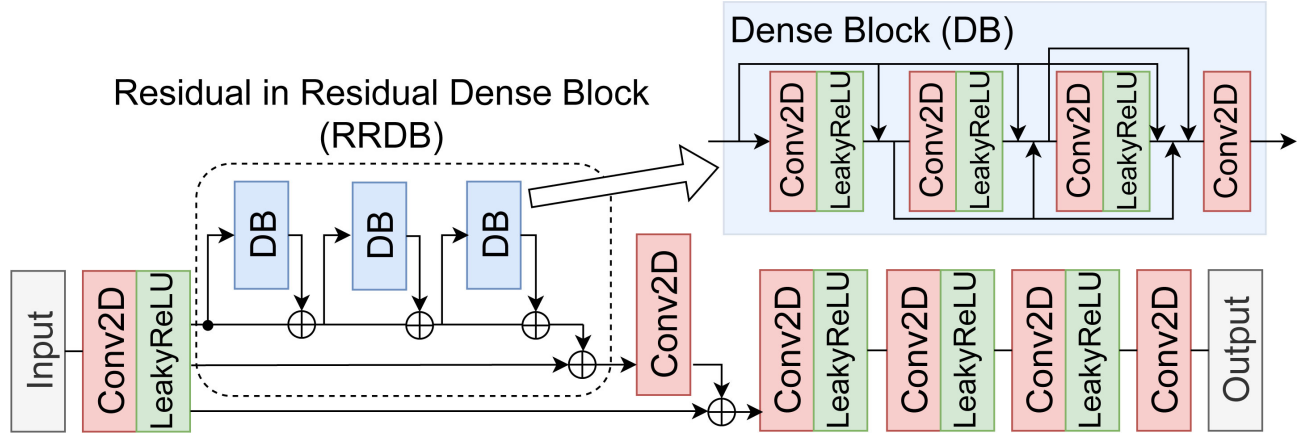 Dense Block (DB)
Conv2D
LeakyReLU
Conv2D
LeakyReLU
Conv2D
LeakyReLU
Conv2D
Residual in Residual Dense Block
(RRDB)
DB
DB
DB
Input
Conv2D
LeakyReLU
Conv2D
Conv2D
LeakyReLU
Conv2D
LeakyReLU
Conv2D
LeakyReLU
Conv2D
Output